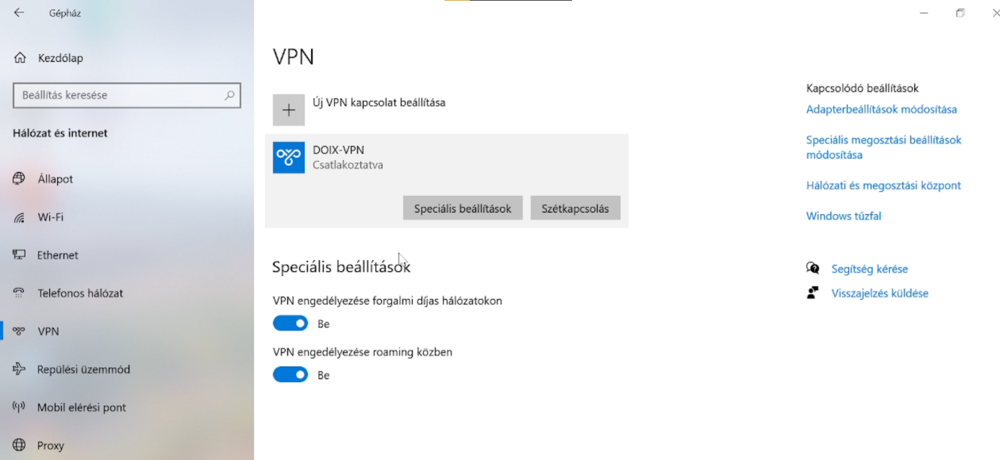 Gépház
Kezdőlap
Beállítás keresése
Hálózat és internet
Állapot
Wi-Fi
Ethernet
Telefonos hálózat
VPN
Repülési üzemmód
Mobil elérési pont
Proxy
VPN
Új VPN kapcsolat beállítása
DOIX-VPN
Csatlakoztatva
Speciális beállítások
Szétkapcsolás
Speciális beállítások
VPN engedélyezése forgalmi díjas hálózatokon
Be
VPN engedélyezése roaming közben
Be
Kapcsolódó beállítások
Adapterbeállítások módosítása
Speciális megosztási beállítások
módosítása
Hálózati és megosztási központ
Windows tűzfal
Segítség kérése
Visszajelzés küldése